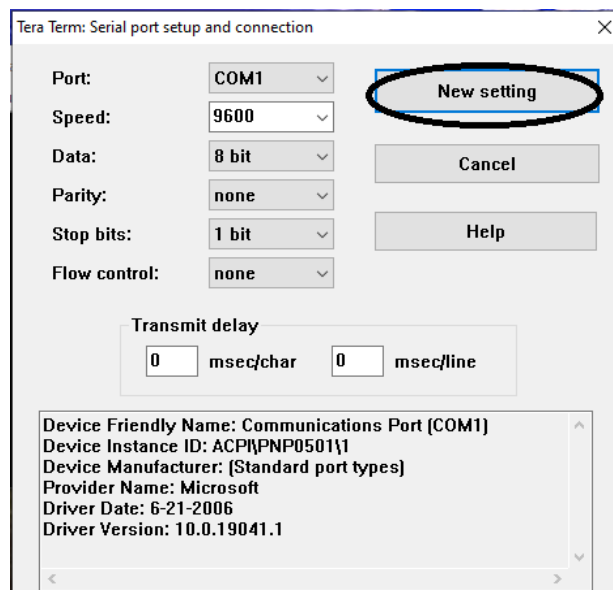 Tera Term: Serial port setup and connection
Port: COM1
New setting
Speed: 9600
Data: 8 bit
Cancel
Parity: none
Stop bits: 1 bit
Help
Flow control: none
Transmit delay
0 msec/char 0 msec/line
Device Friendly Name: Communications Port (COM1)
Device Instance ID: ACPI\PNP0501\1
Device Manufacturer: (Standard port types)
Provider Name: Microsoft
Driver Date: 6-21-2006
Driver Version: 10.0.19041.1